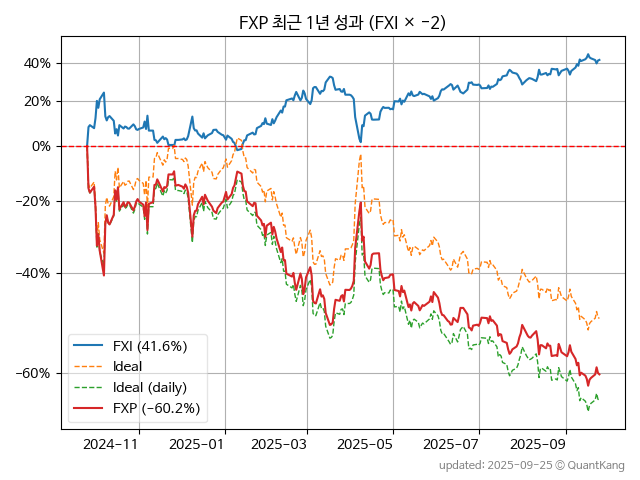 FXP 최근 1년 성과 (FXI × −2)
40%
20%
0%
−20%
−40%
−60%
FXI (41.6%)
Ideal
Ideal (daily)
FXP (−60.2%)
2024-11
2025-01
2025-03
2025-05
2025-07
2025-09
updated: 2025-09-25 ⓒ QuantKang